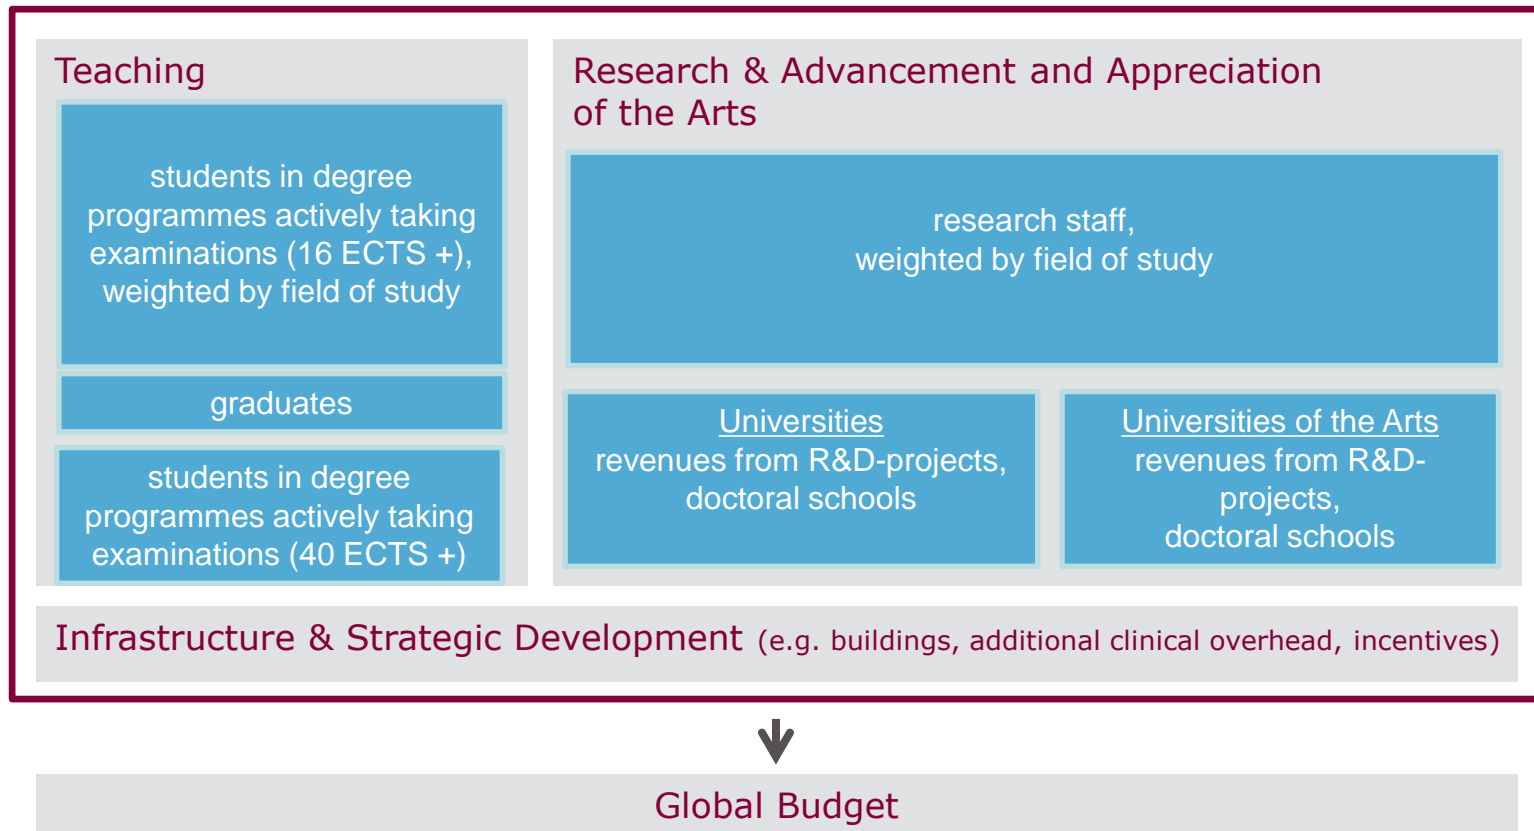 Teaching
students in degree
programmes actively taking
examinations (16 ECTS +),
weighted by field of study
graduates
students in degree
programmes actively taking
examinations (40 ECTS +)
Research & Advancement and Appreciation
of the Arts
research staff,
weighted by field of study
Universities
revenues from R&D-projects,
doctoral schools
Universities of the Arts
revenues from R&D-
projects,
doctoral schools
Infrastructure & Strategic Development (e.g. buildings, additional clinical overhead, incentives)
Global Budget